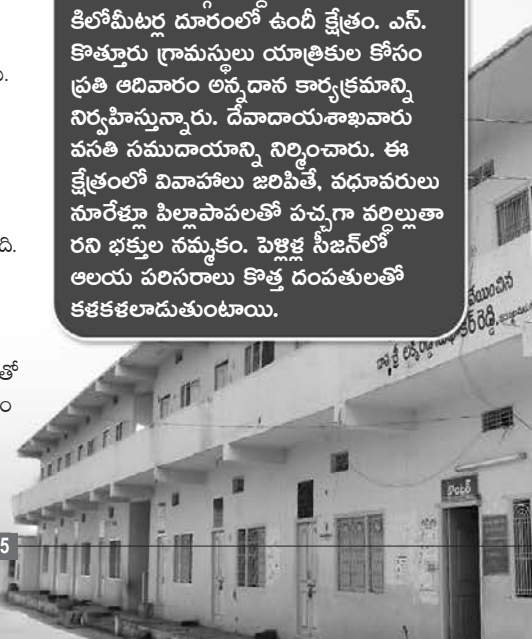 కిలోమీటర్ల దూరంలో ఉందీ క్షేత్రం. ఎస్.
కొత్తూరు గ్రామస్థులు యాత్రికుల కోసం
ప్రతి ఆదివారం అన్నదాన కార్యక్రమాన్ని
నిర్వహిస్తున్నారు. దేవాదాయశాఖవారు
వసతి సముదాయాన్ని నిర్మించారు. ఈ
క్షేత్రంలో వివాహాలు జరిపితే, వధూవరులు
నూరేళ్లూ పిల్లాపాపలతో పచ్చగా వర్ధిల్లుతా
రని భక్తుల నమ్మకం. పెళ్లిళ్ల సీజన్‌లో
ఆలయ పరిసరాలు కొత్త దంపతులతో
కళకళలాడుతుంటాయి.
ది.
తో
5
వేయించిన
రెడ్డి.